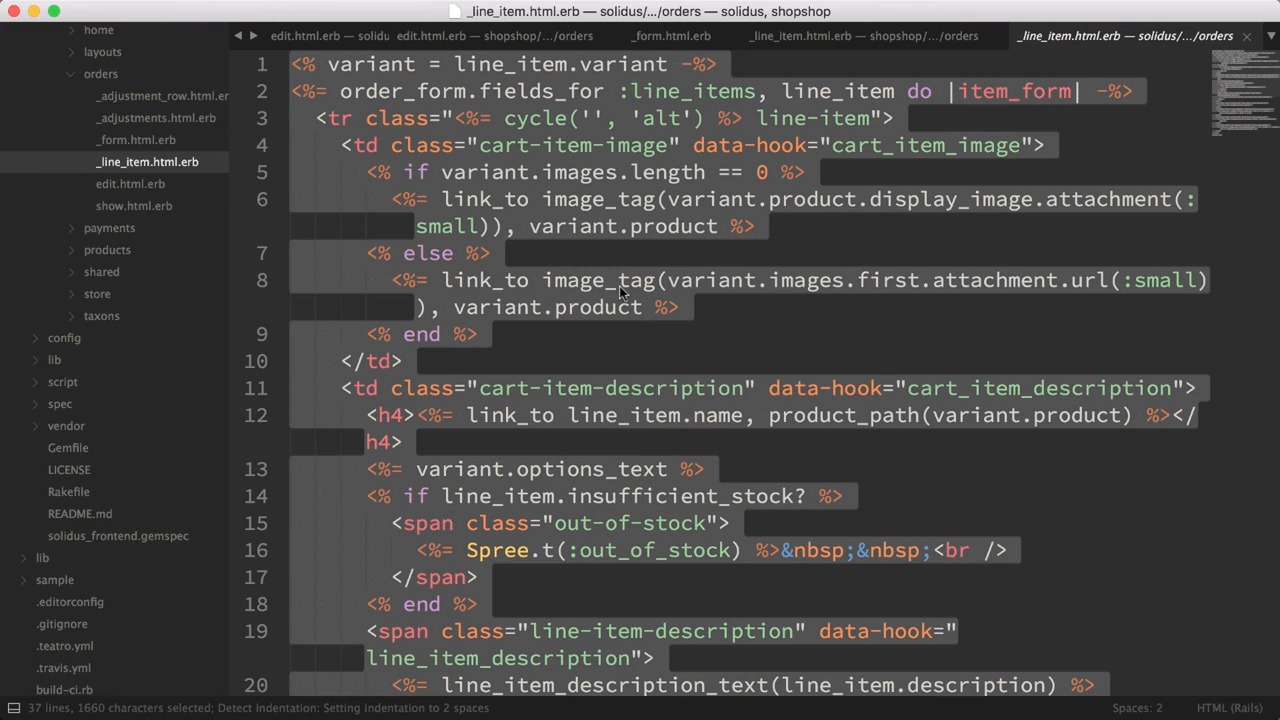 _line_item.html.erb — solidus/.../orders — solidus, shopshop
edit.html.erb — solidu
edit.html.erb — shopshop/.../orders
_form.html.erb
_line_item.html.erb — shopshop/.../orders
_line_item.html.erb — solidus/.../orders
home
layouts
orders
_adjustment_row.html.er
_adjustments.html.erb
_form.html.erb
_line_item.html.erb
edit.html.erb
show.html.erb
payments
products
shared
store
taxons
config
lib
script
spec
vendor
Gemfile
LICENSE
Rakefile
README.md
solidus_frontend.gemspec
lib
sample
.editorconfig
.gitignore
.teatro.yml
.travis.yml
build-ci.rb
1 <% variant = line_item.variant -%>
2 <%= order_form.fields_for :line_items, line_item do |item_form| -%>
3 <tr class="<%= cycle('', 'alt') %> line-item">
4 <td class="cart-item-image" data-hook="cart_item_image">
5 <% if variant.images.length == 0 %>
6 <%= link_to image_tag(variant.product.display_image.attachment(:
small)), variant.product %>
7 <% else %>
8 <%= link_to image_tag(variant.images.first.attachment.url(:small)
), variant.product %>
9 <% end %>
10 </td>
11 <td class="cart-item-description" data-hook="cart_item_description">
12 <h4><%= link_to line_item.name, product_path(variant.product) %></
h4>
13 <%= variant.options_text %>
14 <% if line_item.insufficient_stock? %>
15 <span class="out-of-stock">
16 <%= Spree.t(:out_of_stock) %>&nbsp;&nbsp;<br />
17 </span>
18 <% end %>
19 <span class="line-item-description" data-hook="
line_item_description">
20 <%= line_item_description_text(line_item.description) %>
37 lines, 1660 characters selected; Detect Indentation: Setting indentation to 2 spaces
Spaces: 2
HTML (Rails)